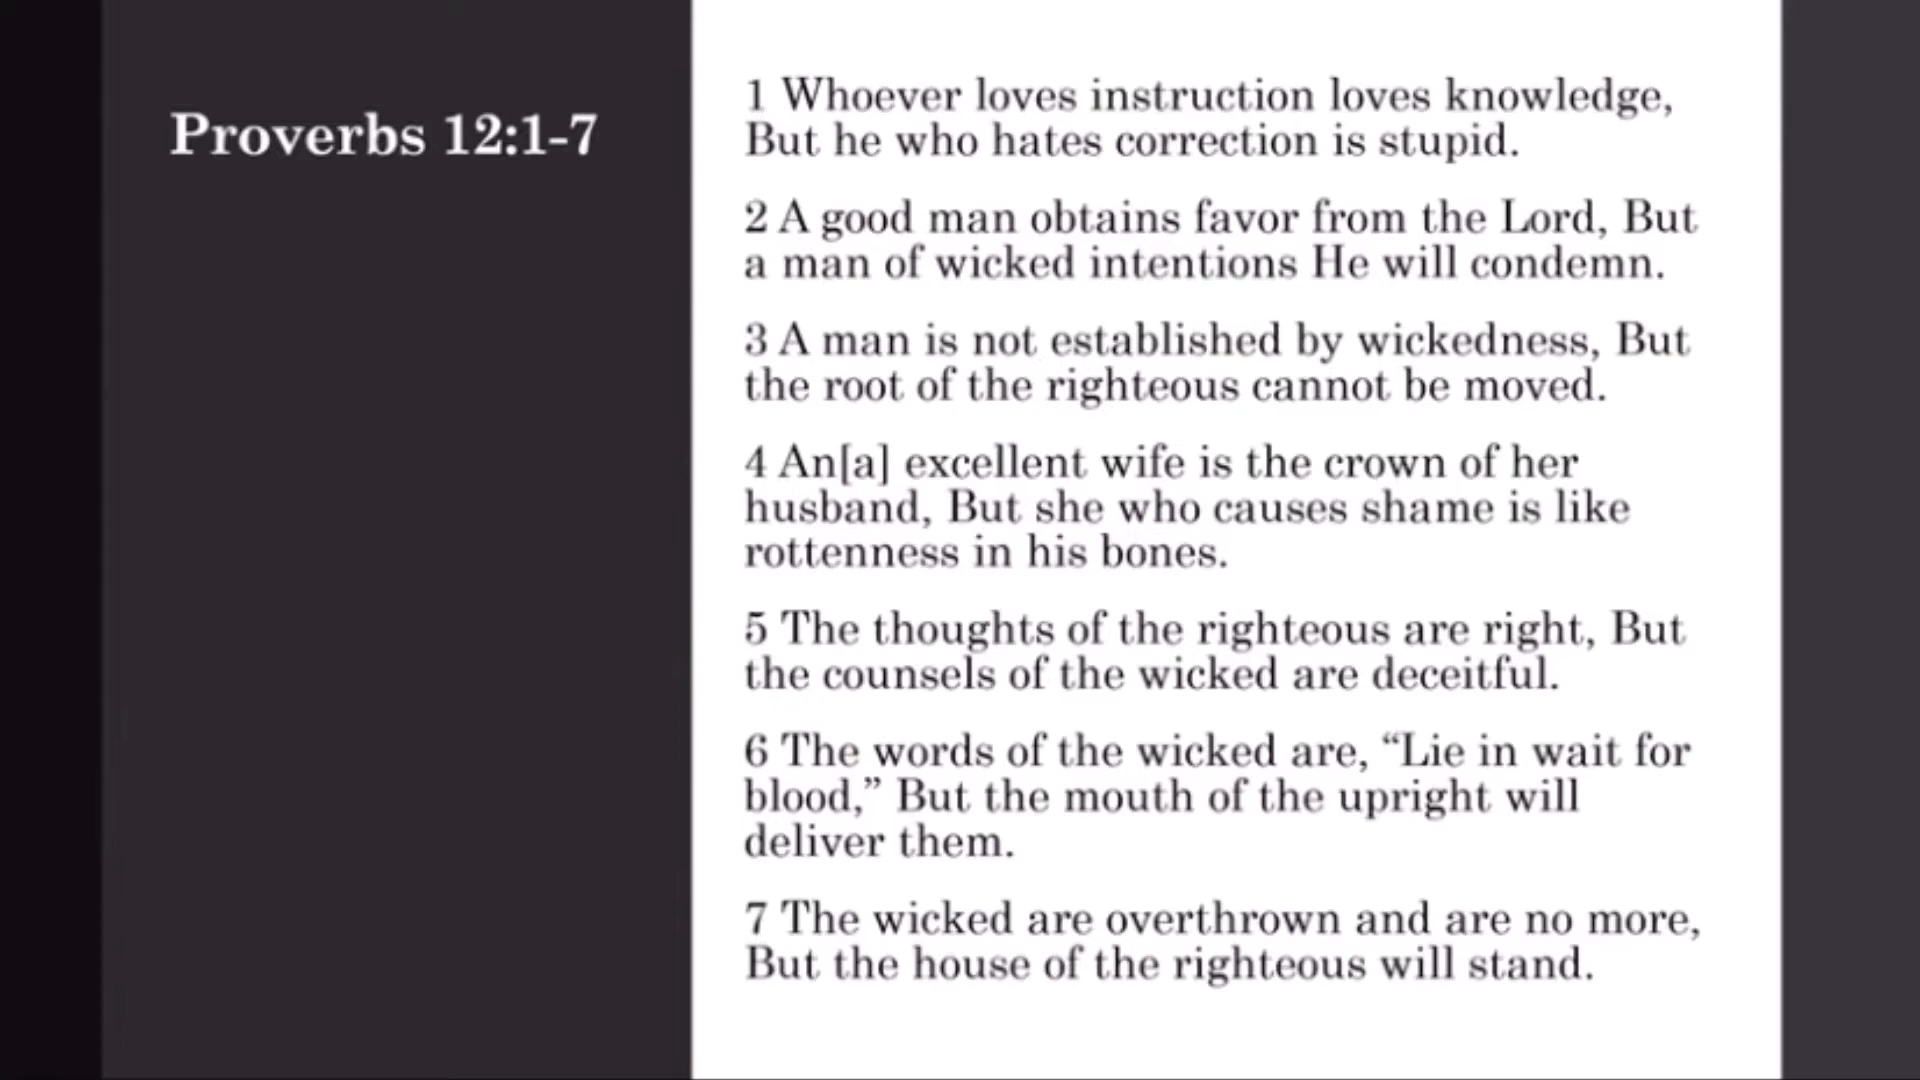 Proverbs 12:1-7
1 Whoever loves instruction loves knowledge,
But he who hates correction is stupid.
2 A good man obtains favor from the Lord, But
a man of wicked intentions He will condemn.
3 A man is not established by wickedness, But
the root of the righteous cannot be moved.
4 An[a] excellent wife is the crown of her
husband, But she who causes shame is like
rottenness in his bones.
5 The thoughts of the righteous are right, But
the counsels of the wicked are deceitful.
6 The words of the wicked are, “Lie in wait for
blood,” But the mouth of the upright will
deliver them.
7 The wicked are overthrown and are no more,
But the house of the righteous will stand.